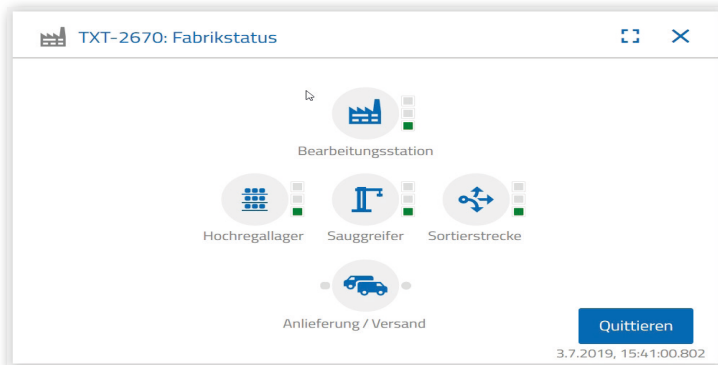 TXT-2670: Fabrikstatus
Bearbeitungsstation
Hochregallager Sauggreifer Sortierstrecke
Anlieferung / Versand
Quittieren
3.7.2019, 15:41:00.802